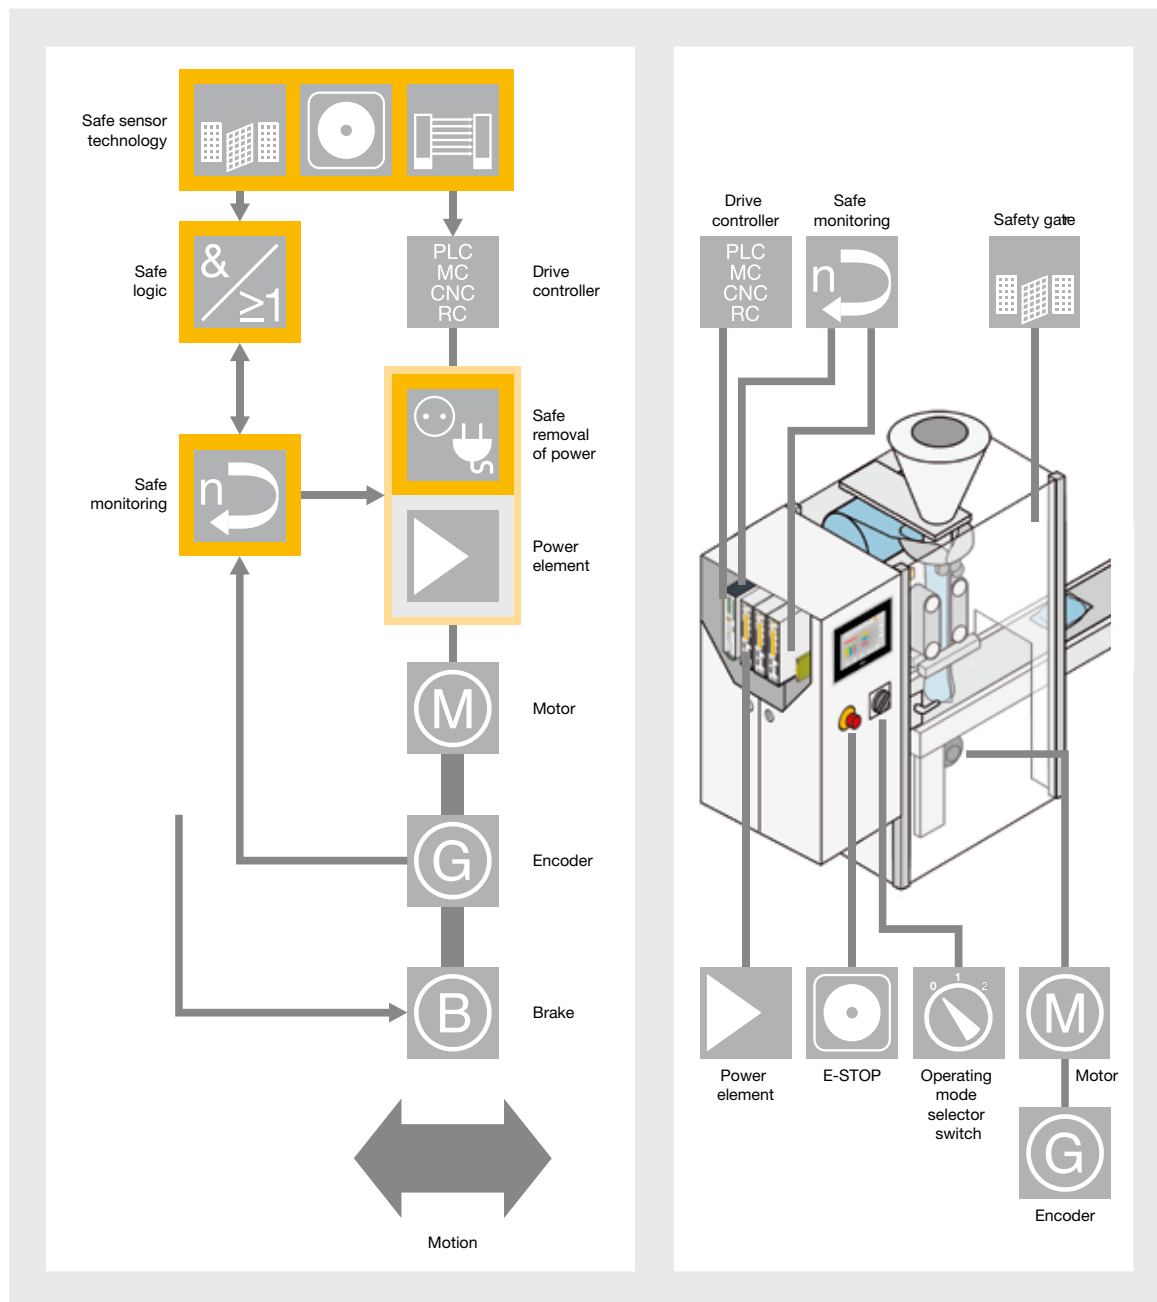 Safe sensor
technology
Safe
logic
&
≥1
PLC
MC
CNC
RC
Drive
controller
Safe
removal
of power
Safe
monitoring
n
Power
element
M
Motor
G
Encoder
B
Brake
Motion
Drive
controller
Safe
monitoring
Safety gate
PLC
MC
CNC
RC
n
0
1
2
M
Power
element
E-STOP
Operating
mode
selector
switch
Motor
G
Encoder